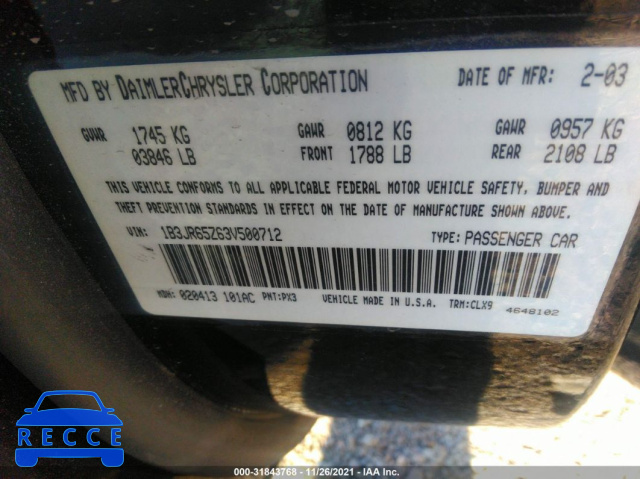 MFD BY DAIMLERCHRYSLER CORPORATION DATE OF MFR: 2-03
GVWR 1745 KG GAWR 0812 KG GAWR 0957 KG
03846 LB FRONT 1788 LB REAR 2108 LB
THIS VEHICLE CONFORMS TO ALL APPLICABLE FEDERAL MOTOR VEHICLE SAFETY, BUMPER AND
THEFT PREVENTION STANDARDS IN EFFECT ON THE DATE OF MANUFACTURE SHOWN ABOVE.
VIN: 1B3JR65Z63V500712 TYPE: PASSENGER CAR
MDH: 020413 101AC PNT:PX3 VEHICLE MADE IN U.S.A. TRM:CLX9 4648102
RECCE
000-31843768 - 11/26/2021 - IAA Inc.